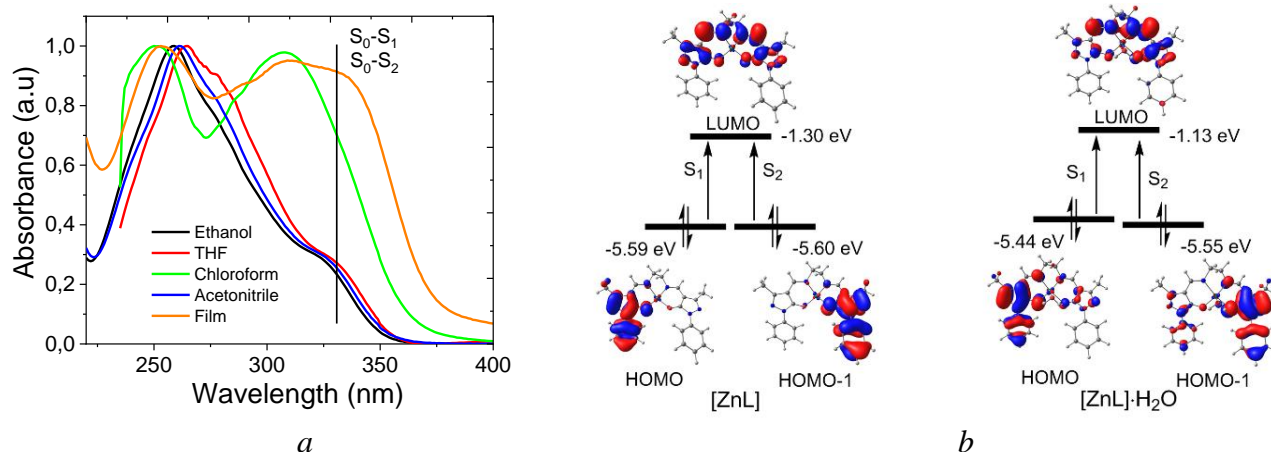 1,0
0,8
0,6
0,4
0,2
0,0
Absorbance (a.u)
S0-S1
S0-S2
Ethanol
THF
Chloroform
Acetonitrile
Film
250 300 350 400
Wavelength (nm)
a
LUMO
-1.30 eV
S1
S2
-5.59 eV
-5.60 eV
HOMO
HOMO-1
[ZnL]
LUMO
-1.13 eV
S1
S2
-5.44 eV
-5.55 eV
HOMO
HOMO-1
[ZnL]·H2O
b